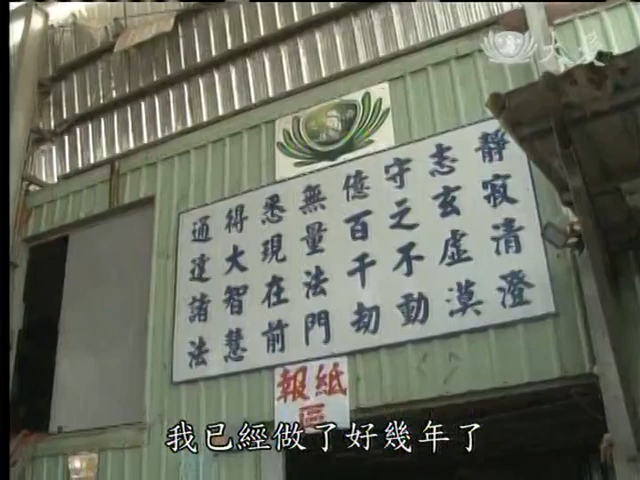 大愛
靜寂清澄
志玄虛漠
守之不動
億百千劫
無量法門
悉現在前
得大智慧
通達諸法
報紙
區
我已經做了好幾年了